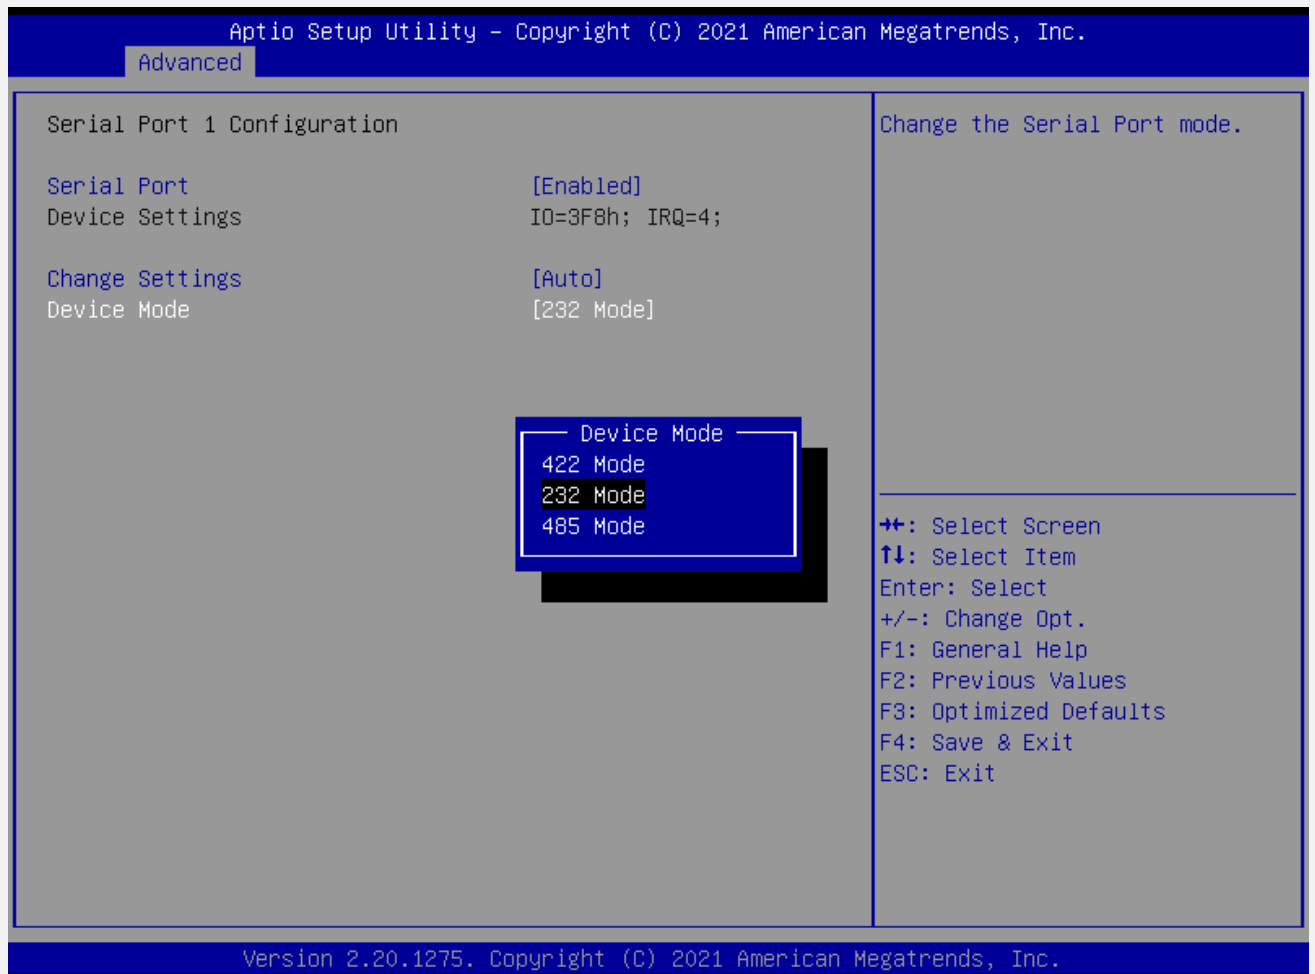 Aptio Setup Utility – Copyright (C) 2021 American Megatrends, Inc.
Advanced
Serial Port 1 Configuration
Serial Port [Enabled]
Device Settings IO=3F8h; IRQ=4;
Change Settings [Auto]
Device Mode [232 Mode]
Device Mode
422 Mode
232 Mode
485 Mode
Change the Serial Port mode.
→←: Select Screen
↑↓: Select Item
Enter: Select
+/-: Change Opt.
F1: General Help
F2: Previous Values
F3: Optimized Defaults
F4: Save & Exit
ESC: Exit
Version 2.20.1275. Copyright (C) 2021 American Megatrends, Inc.